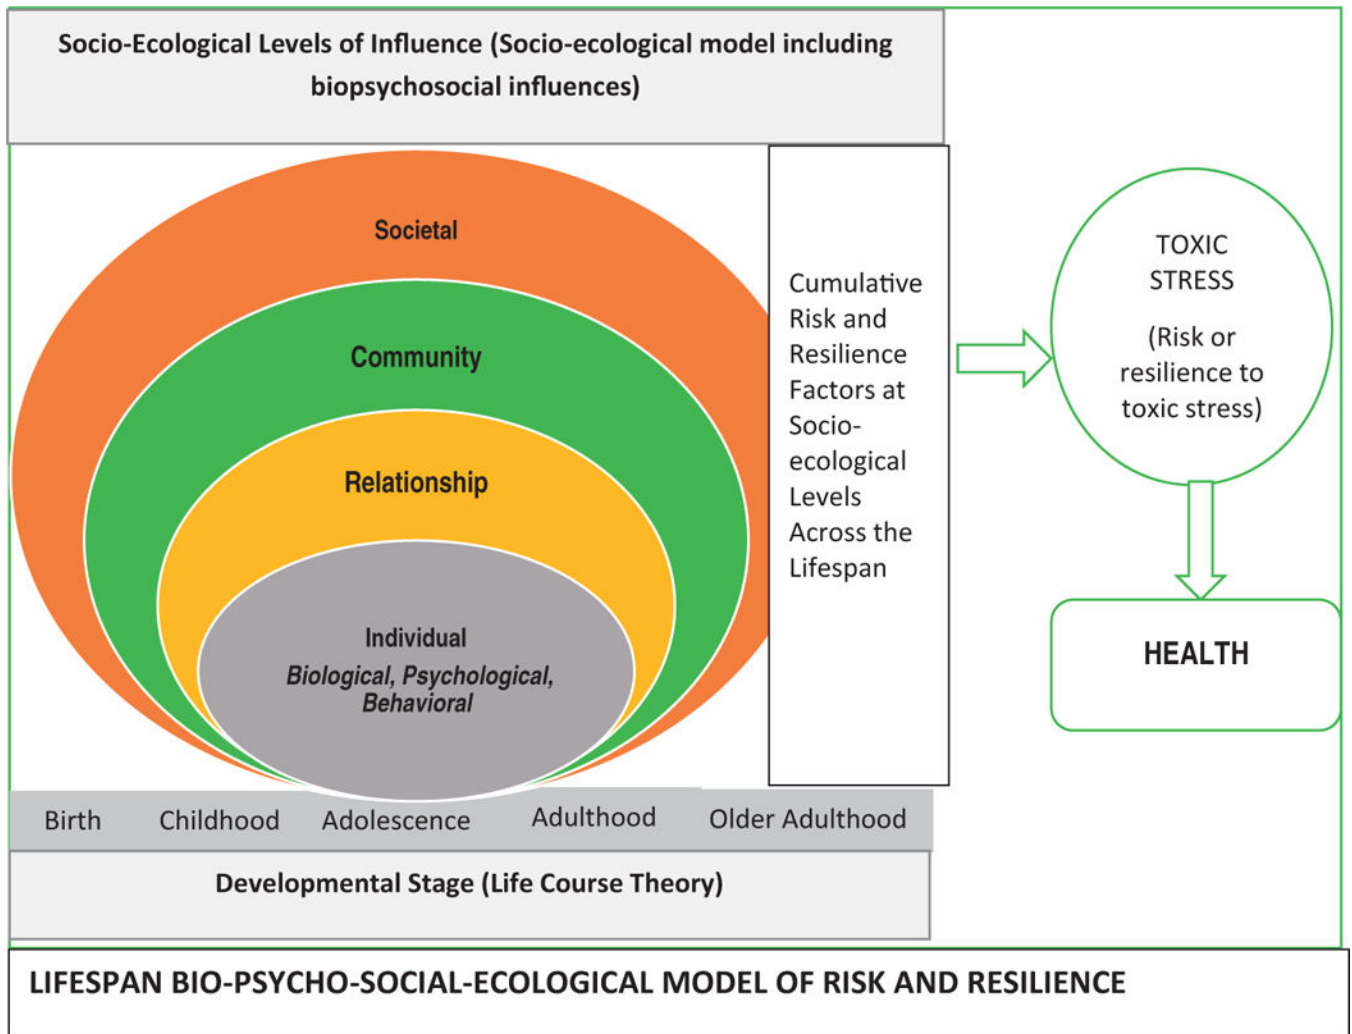 Socio-Ecological Levels of Influence (Socio-ecological model including
biopsychosocial influences)
Societal
Community
Relationship
Individual
Biological, Psychological,
Behavioral
Cumulative
Risk and
Resilience
Factors at
Socio-
ecological
Levels
Across the
Lifespan
TOXIC
STRESS
(Risk or
resilience to
toxic stress)
HEALTH
Birth Childhood Adolescence Adulthood Older Adulthood
Developmental Stage (Life Course Theory)
LIFESPAN BIO-PSYCHO-SOCIAL-ECOLOGICAL MODEL OF RISK AND RESILIENCE